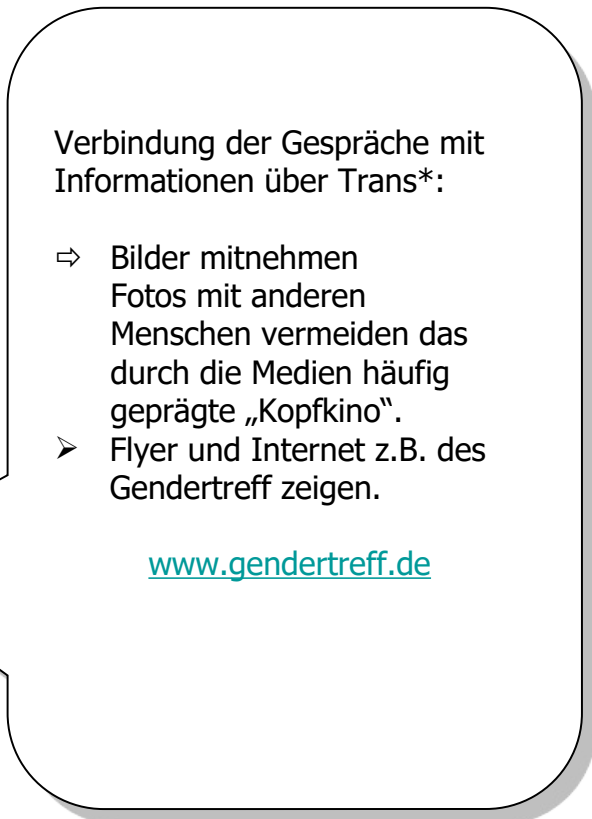 Verbindung der Gespräche mit
Informationen über Trans*:
⇨ Bilder mitnehmen
Fotos mit anderen
Menschen vermeiden das
durch die Medien häufig
geprägte „Kopfkino“.
➢ Flyer und Internet z.B. des
Gendertreff zeigen.
www.gendertreff.de